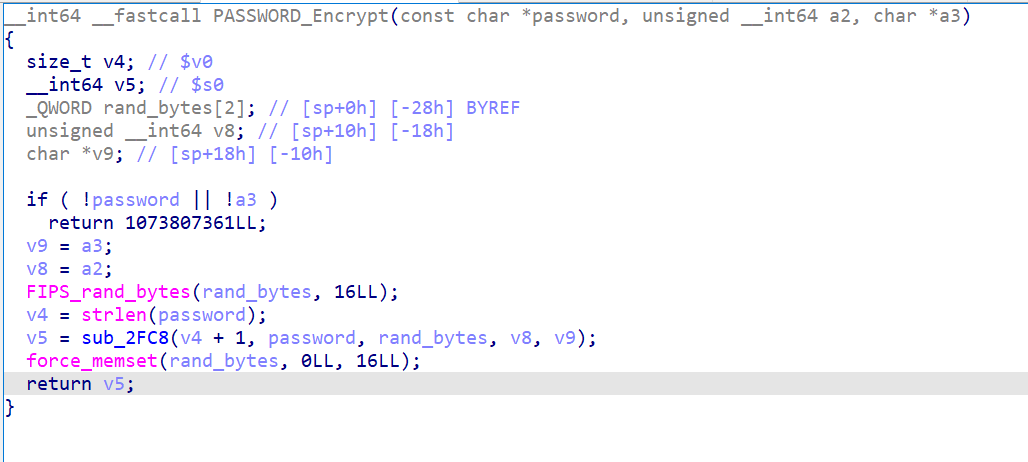 __int64 __fastcall PASSWORD_Encrypt(const char *password, unsigned __int64 a2, char *a3)
{
  size_t v4; // $v0
  __int64 v5; // $s0
  _QWORD rand_bytes[2]; // [sp+0h] [-28h] BYREF
  unsigned __int64 v8; // [sp+10h] [-18h]
  char *v9; // [sp+18h] [-10h]

  if ( !password || !a3 )
    return 1073807361LL;
  v9 = a3;
  v8 = a2;
  FIPS_rand_bytes(rand_bytes, 16LL);
  v4 = strlen(password);
  v5 = sub_2FC8(v4 + 1, password, rand_bytes, v8, v9);
  force_memset(rand_bytes, 0LL, 16LL);
  return v5;
}